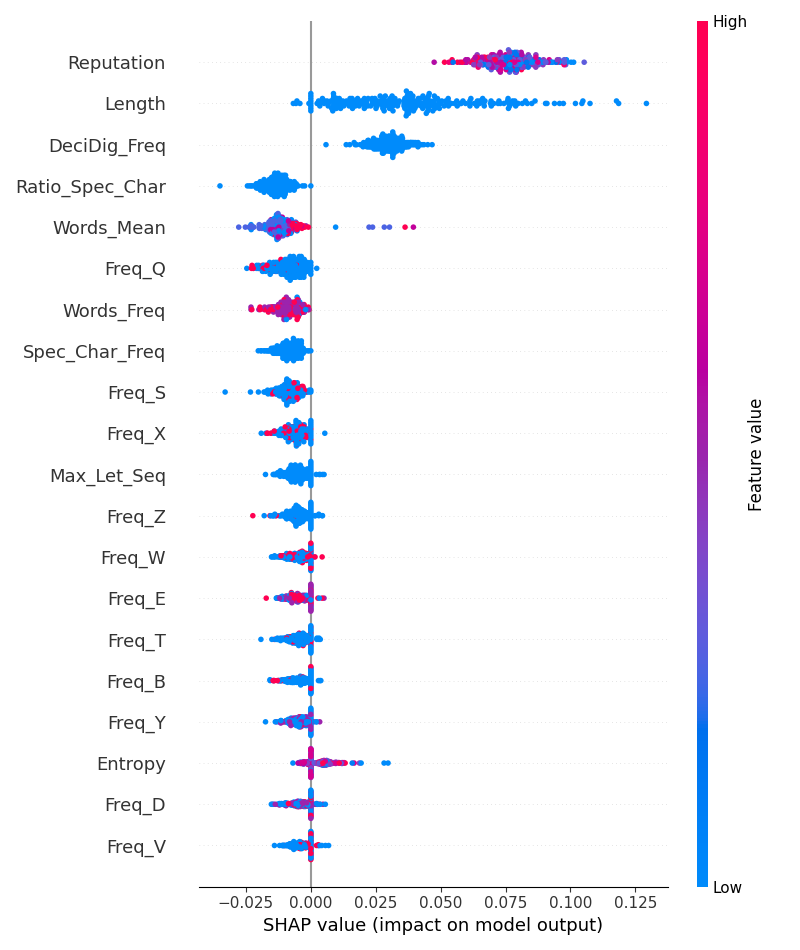 High
Reputation
Length
DeciDig_Freq
Ratio_Spec_Char
Words_Mean
Freq_Q
Words_Freq
Spec_Char_Freq
Freq_S
Freq_X
Max_Let_Seq
Freq_Z
Freq_W
Freq_E
Freq_T
Freq_B
Freq_Y
Entropy
Freq_D
Freq_V
Feature value
Low
−0.025 0.000 0.025 0.050 0.075 0.100 0.125
SHAP value (impact on model output)